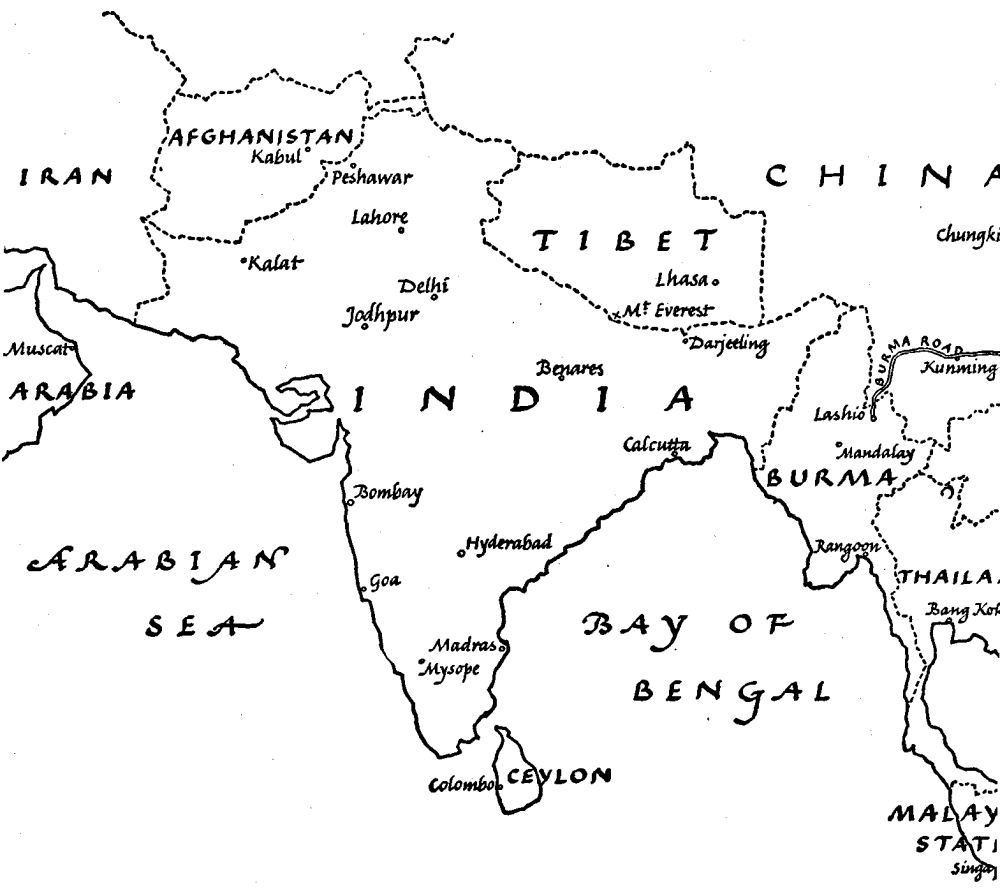 AFGHANISTAN
Kabul
IRAN
Peshawar
CHINA
Lahore
TIBET
Chungki
Kalat
Lhasa
Delhi
Jodhpur
Mt Everest
Darjeeling
Muscat
BURMA ROAD
Kunming
Benares
ARABIA
INDIA
Lashio
Calcutta
Mandalay
BURMA
Bombay
Hyderabad
Rangoon
ARABIAN
SEA
Goa
THAILA
Bang Kok
BAY OF
BENGAL
Madras
Mysope
Colombo
CEYLON
MALAY
STATI
Singap